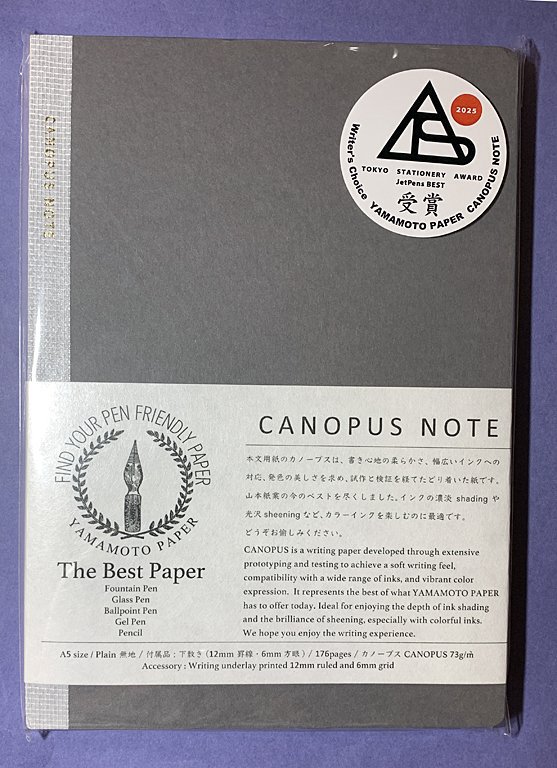 CANOPUS NOTE
2025
TOKYO STATIONERY AWARD
JetPens BEST
受賞
Writer's Choice YAMAMOTO PAPER CANOPUS NOTE
FIND YOUR PEN FRIENDLY PAPER
YAMAMOTO PAPER
The Best Paper
Fountain Pen
Glass Pen
Ballpoint Pen
Gel Pen
Pencil
CANOPUS NOTE
本文用紙のカノープスは、書き心地の柔らかさ、幅広いインクへの
対応、発色の美しさを求め、試作と検証を経てたどり着いた紙です。
山本紙業の今のベストを尽くしました。インクの濃淡 shading や
光沢 sheening など、カラーインクを楽しむのに最適です。
どうぞお愉しみください。
CANOPUS is a writing paper developed through extensive
prototyping and testing to achieve a soft writing feel,
compatibility with a wide range of inks, and vibrant color
expression. It represents the best of what YAMAMOTO PAPER
has to offer today. Ideal for enjoying the depth of ink shading
and the brilliance of sheening, especially with colorful inks.
We hope you enjoy the writing experience.
A5 size / Plain 無地 / 付属品 : 下敷き (12mm 罫線・6mm 方眼) / 176pages / カノープス CANOPUS 73g/㎡
Accessory : Writing underlay printed 12mm ruled and 6mm grid